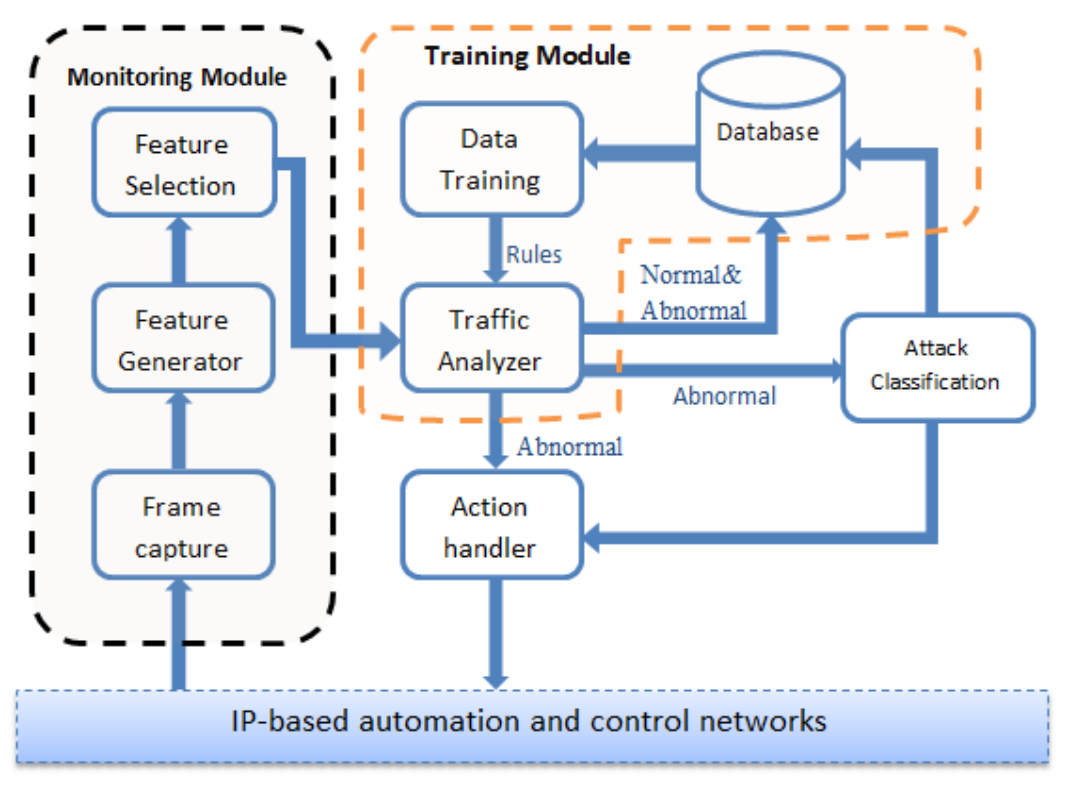 Monitoring Module
Feature
Selection
Feature
Generator
Frame
capture
Training Module
Data
Training
Database
Rules
Normal&
Abnormal
Traffic
Analyzer
Abnormal
Attack
Classification
Abnormal
Action
handler
IP-based automation and control networks